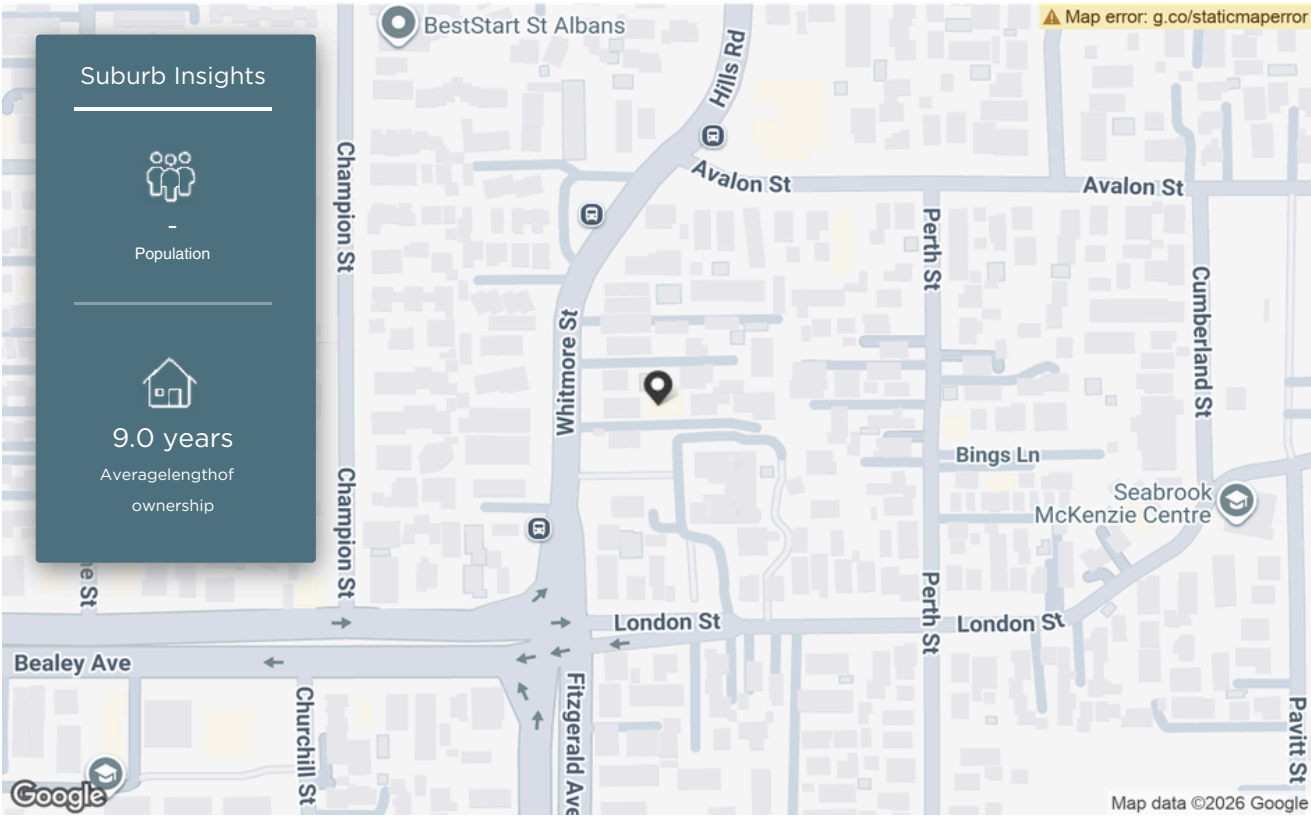 BestStart St Albans
Map error: g.co/staticmaperror
Hills Rd
Suburb Insights
-
Population
9.0 years
Averagelengthof
ownership
Champion St
Avalon St
Avalon St
Perth St
Cumberland St
Whitmore St
Bings Ln
Seabrook
McKenzie Centre
Champion St
ne St
Perth St
London St
London St
Bealey Ave
Churchill St
Fitzgerald Ave
Pavitt St
Google
Map data ©2026 Google